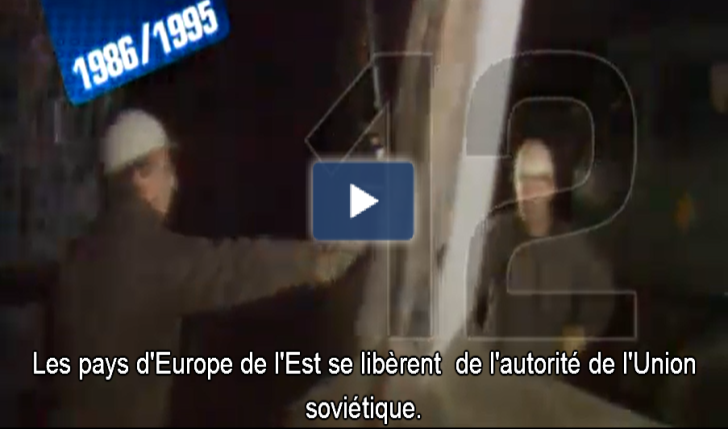 1986/1995
12
Les pays d'Europe de l'Est se libèrent  de l'autorité de l'Union
soviétique.